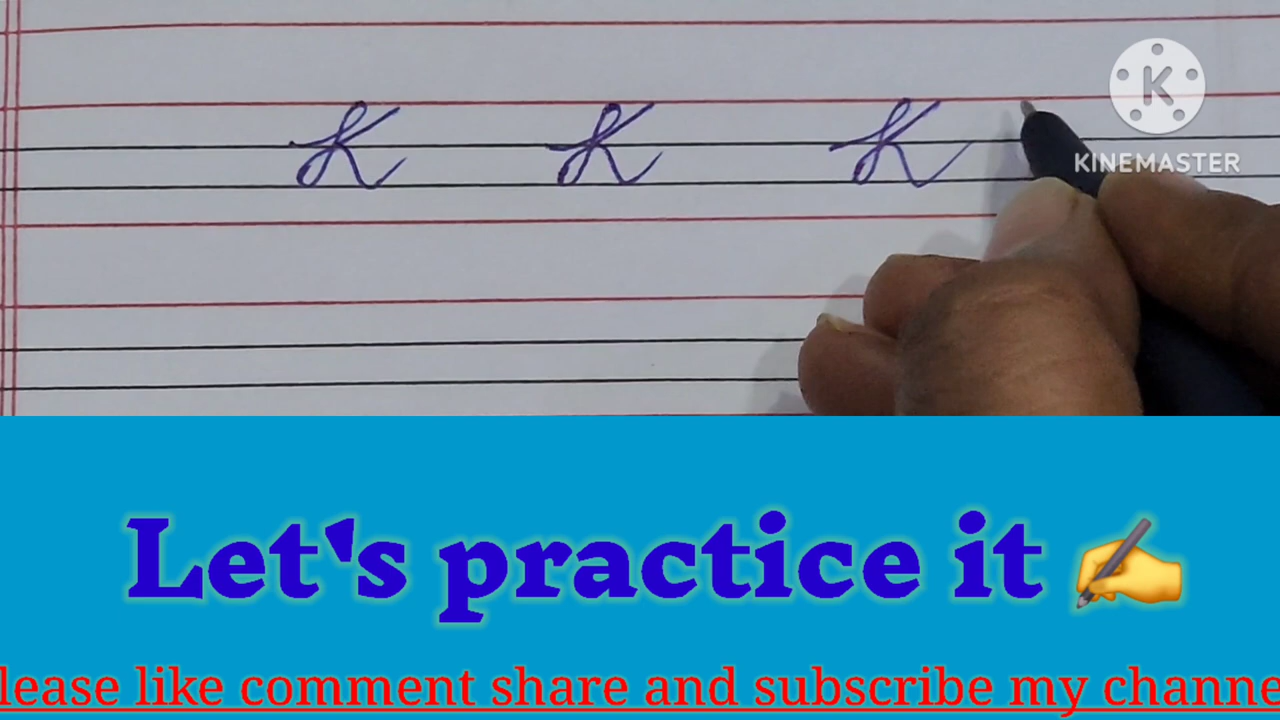 K K K
K
KINEMASTER
Let's practice it
lease like comment share and subscribe my channe